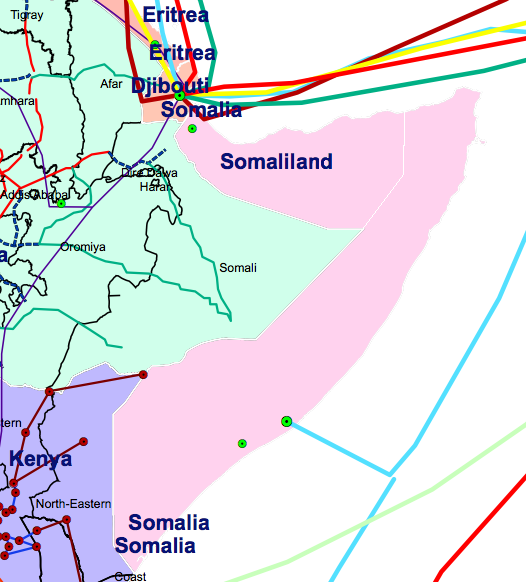 Tigray
Eritrea
Eritrea
Afar
Djibouti
mhara
Somalia
Somaliland
Dire Dawa
Harar
Addis Ababa
Oromiya
a
Somali
tern
Kenya
North-Eastern
Somalia
Somalia
Coast